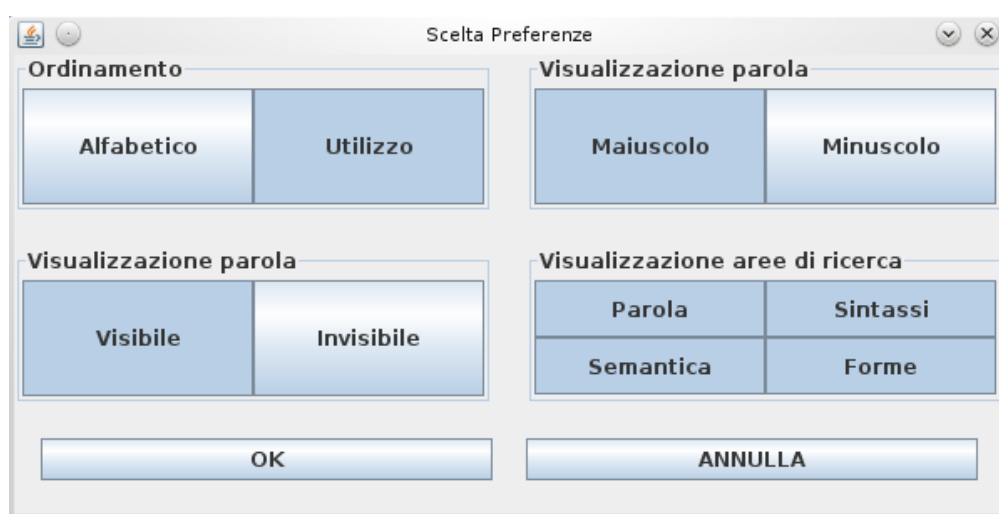 Scelta Preferenze
Ordinamento
Alfabetico
Utilizzo
Visualizzazione parola
Maiuscolo
Minuscolo
Visualizzazione parola
Visibile
Invisibile
Visualizzazione aree di ricerca
Parola
Sintassi
Semantica
Forme
OK
ANNULLA